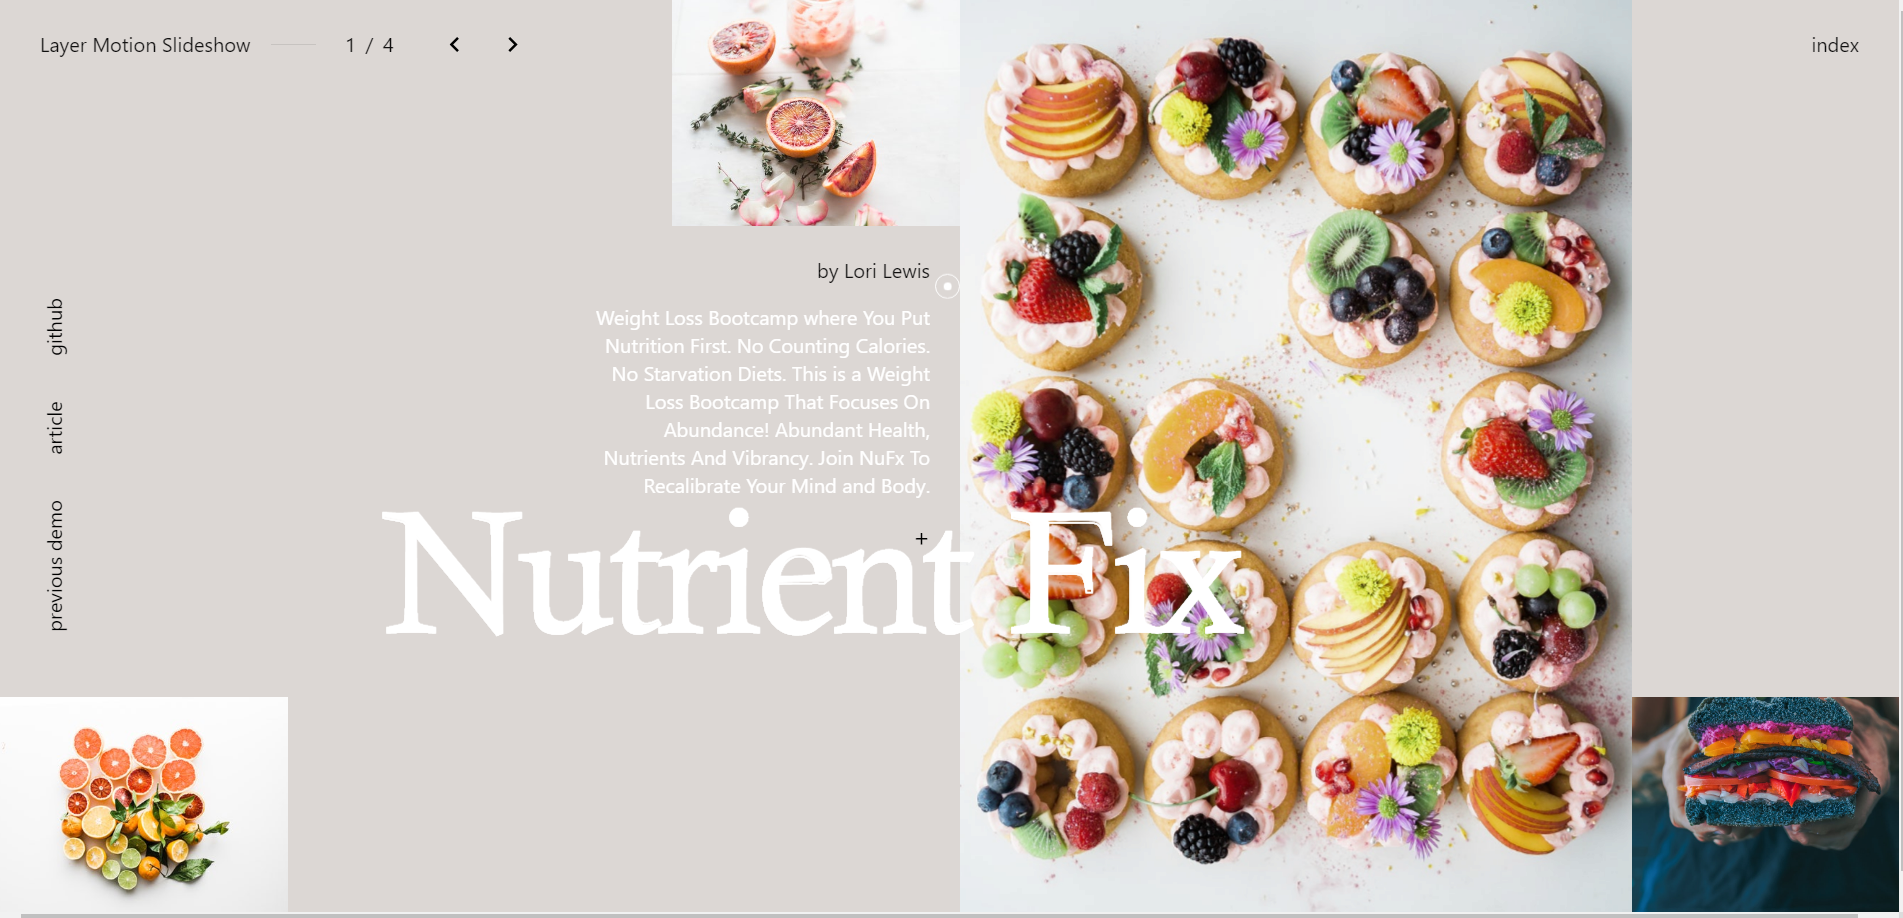 Layer Motion Slideshow
1 / 4
index
by Lori Lewis
Weight Loss Bootcamp where You Put
Nutrition First. No Counting Calories.
No Starvation Diets. This is a Weight
Loss Bootcamp That Focuses On
Abundance! Abundant Health,
Nutrients And Vibrancy. Join NuFx To
Recalibrate Your Mind and Body.
+
Nutrient Fix
github
article
previous demo